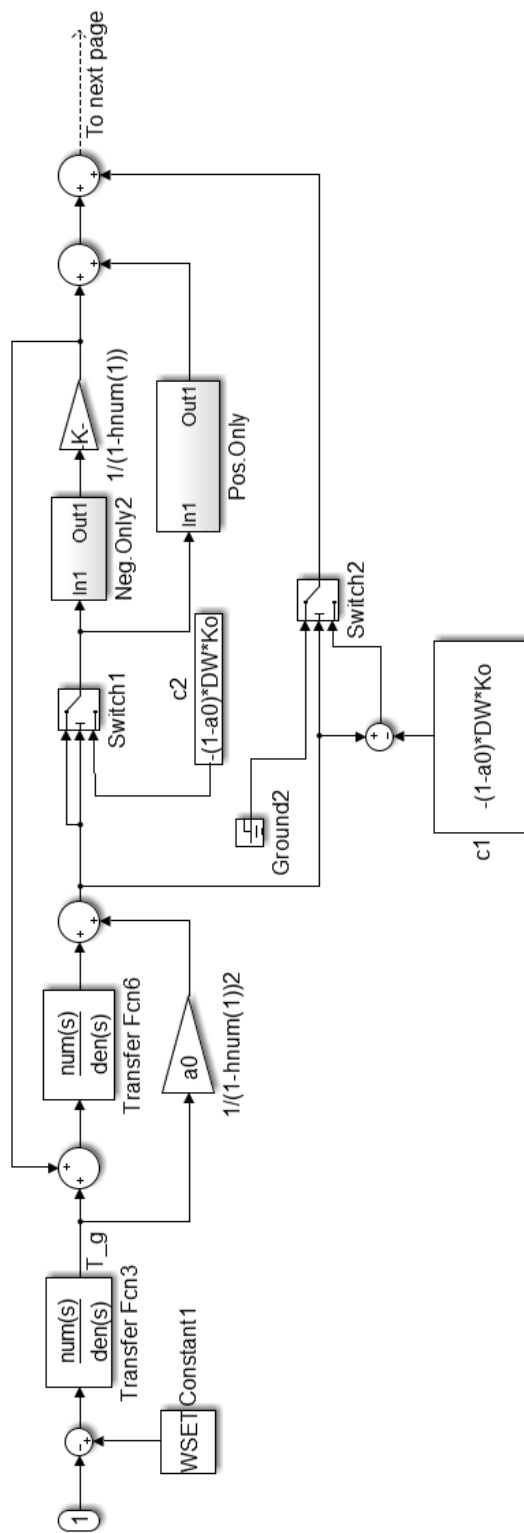 1
-
+
WSET
Constant1
num(s)
den(s)
Transfer Fcn3
T_g
+
+
num(s)
den(s)
Transfer Fcn6
a0
1/(1-hnum(1))2
+
+
Switch1
c2
-(1-a0)*DW*Ko
In1 Out1
Neg.Only2
-K-
1/(1-hnum(1))
In1 Out1
Pos.Only
+
+
+
+
To next page
Ground2
Switch2
+
-
c1
-(1-a0)*DW*Ko